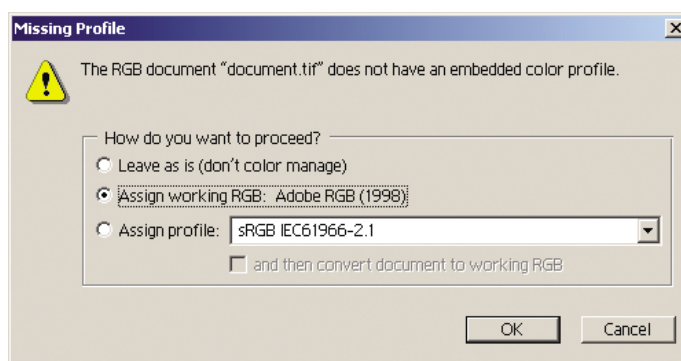 Missing Profile
The RGB document “document.tif” does not have an embedded color profile.
How do you want to proceed?
Leave as is (don't color manage)
Assign working RGB: Adobe RGB (1998)
Assign profile: sRGB IEC61966-2.1
and then convert document to working RGB
OK Cancel